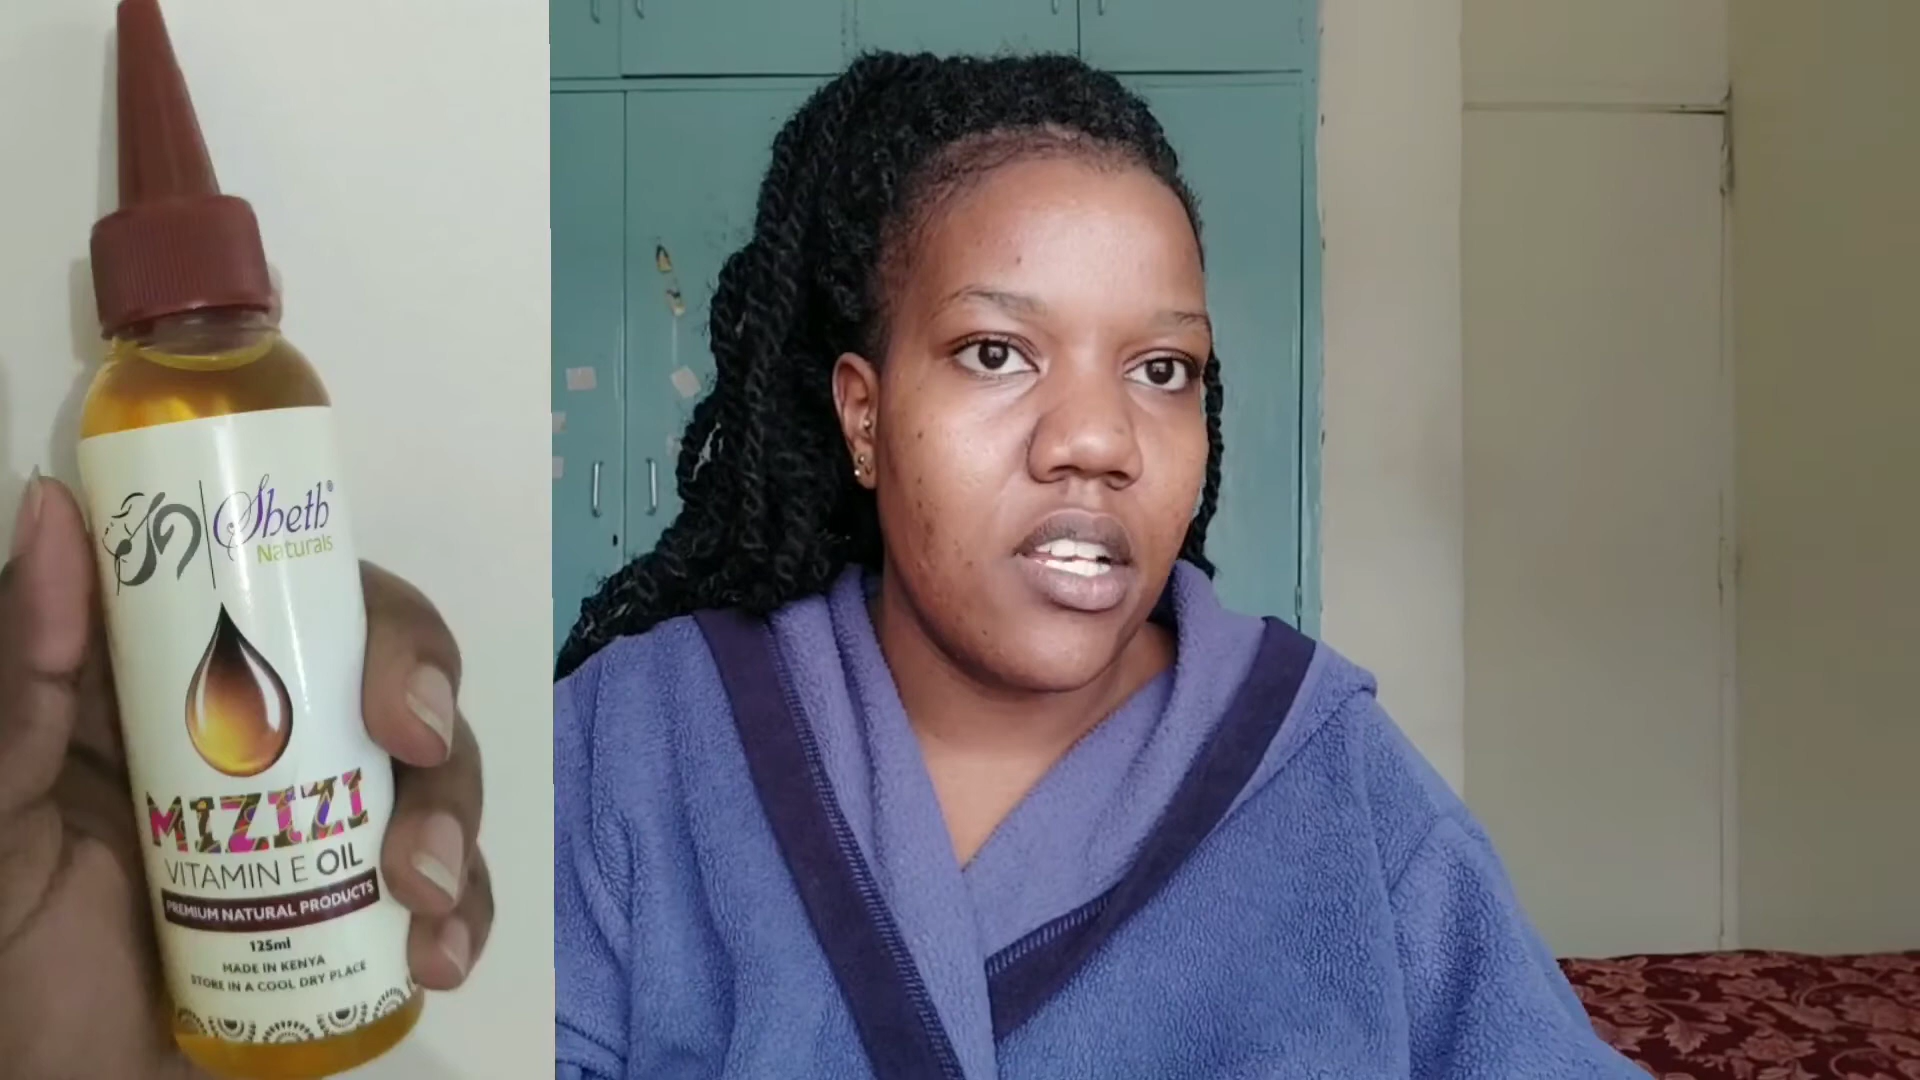 Sheth®
Naturals
MIZIZI
VITAMIN E OIL
PREMIUM NATURAL PRODUCTS
125ml
MADE IN KENYA
STORE IN A COOL DRY PLACE